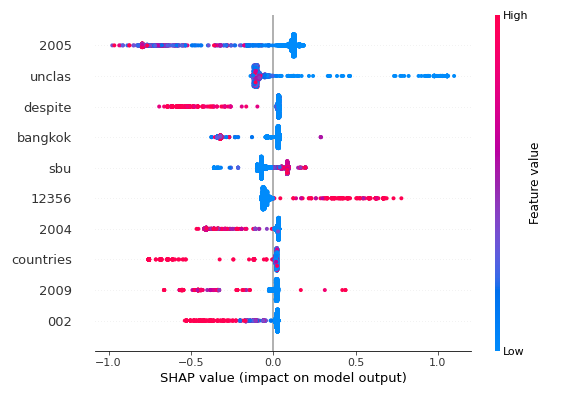 High
2005
unclas
despite
bangkok
sbu
12356
2004
countries
2009
002
Feature value
Low
−1.0 −0.5 0.0 0.5 1.0
SHAP value (impact on model output)